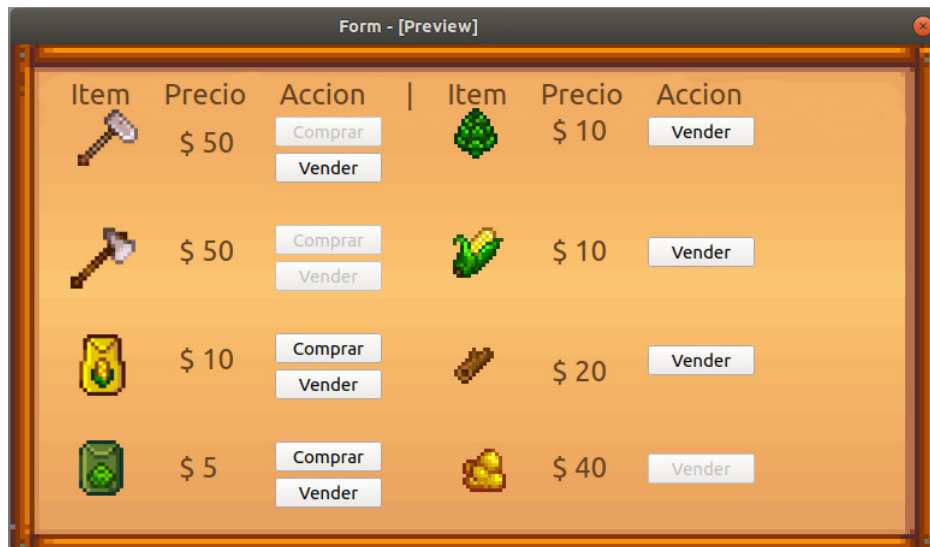 Form - [Preview]
Item Precio Accion | Item Precio Accion
$ 50 Comprar $ 10 Vender
Vender
$ 50 Comprar $ 10 Vender
Vender
$ 10 Comprar $ 20 Vender
Vender
$ 5 Comprar $ 40 Vender
Vender